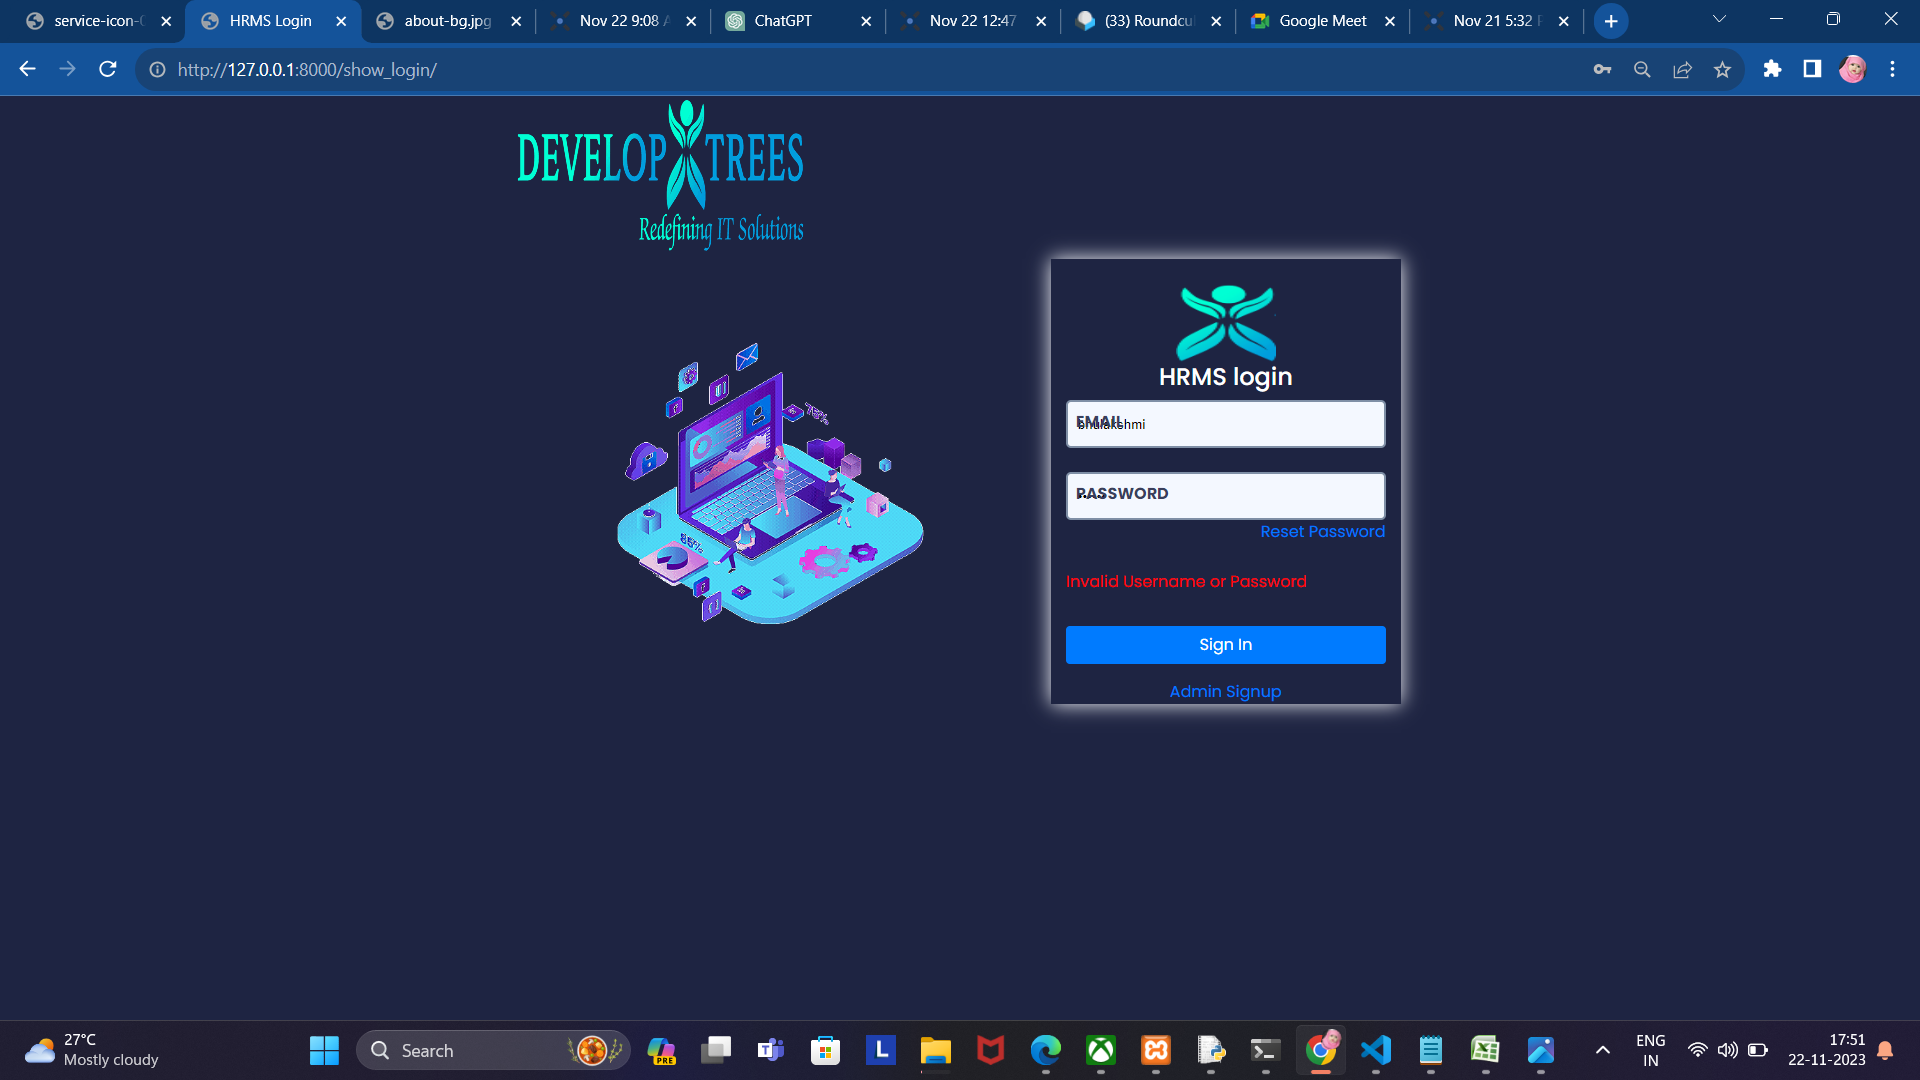 service-icon-
HRMS Login
about-bg.jpg
Nov 22 9:08 A
ChatGPT
Nov 22 12:47
(33) Roundcu
Google Meet
Nov 21 5:32 P
http://127.0.0.1:8000/show_login/
DEVELOP TREES
Redefining IT Solutions
HRMS login
EMAIL
bhulakshmi
PASSWORD
Reset Password
Invalid Username or Password
Sign In
Admin Signup
75%
85%
27°C
Mostly cloudy
Search
PRE
L
ENG
IN
17:51
22-11-2023